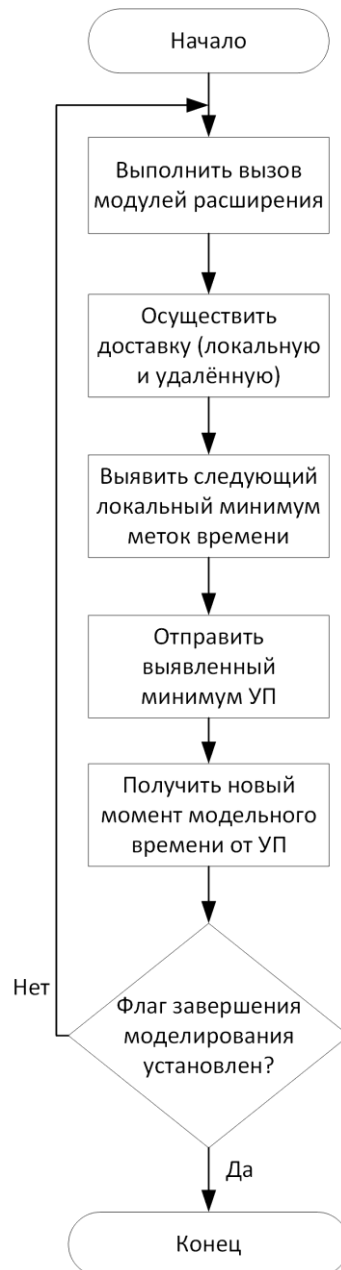 Начало
Выполнить вызов
модулей расширения
Осуществить
доставку (локальную
и удалённую)
Выявить следующий
локальный минимум
меток времени
Отправить
выявленный
минимум УП
Получить новый
момент модельного
времени от УП
Нет
Флаг завершения
моделирования
установлен?
Да
Конец